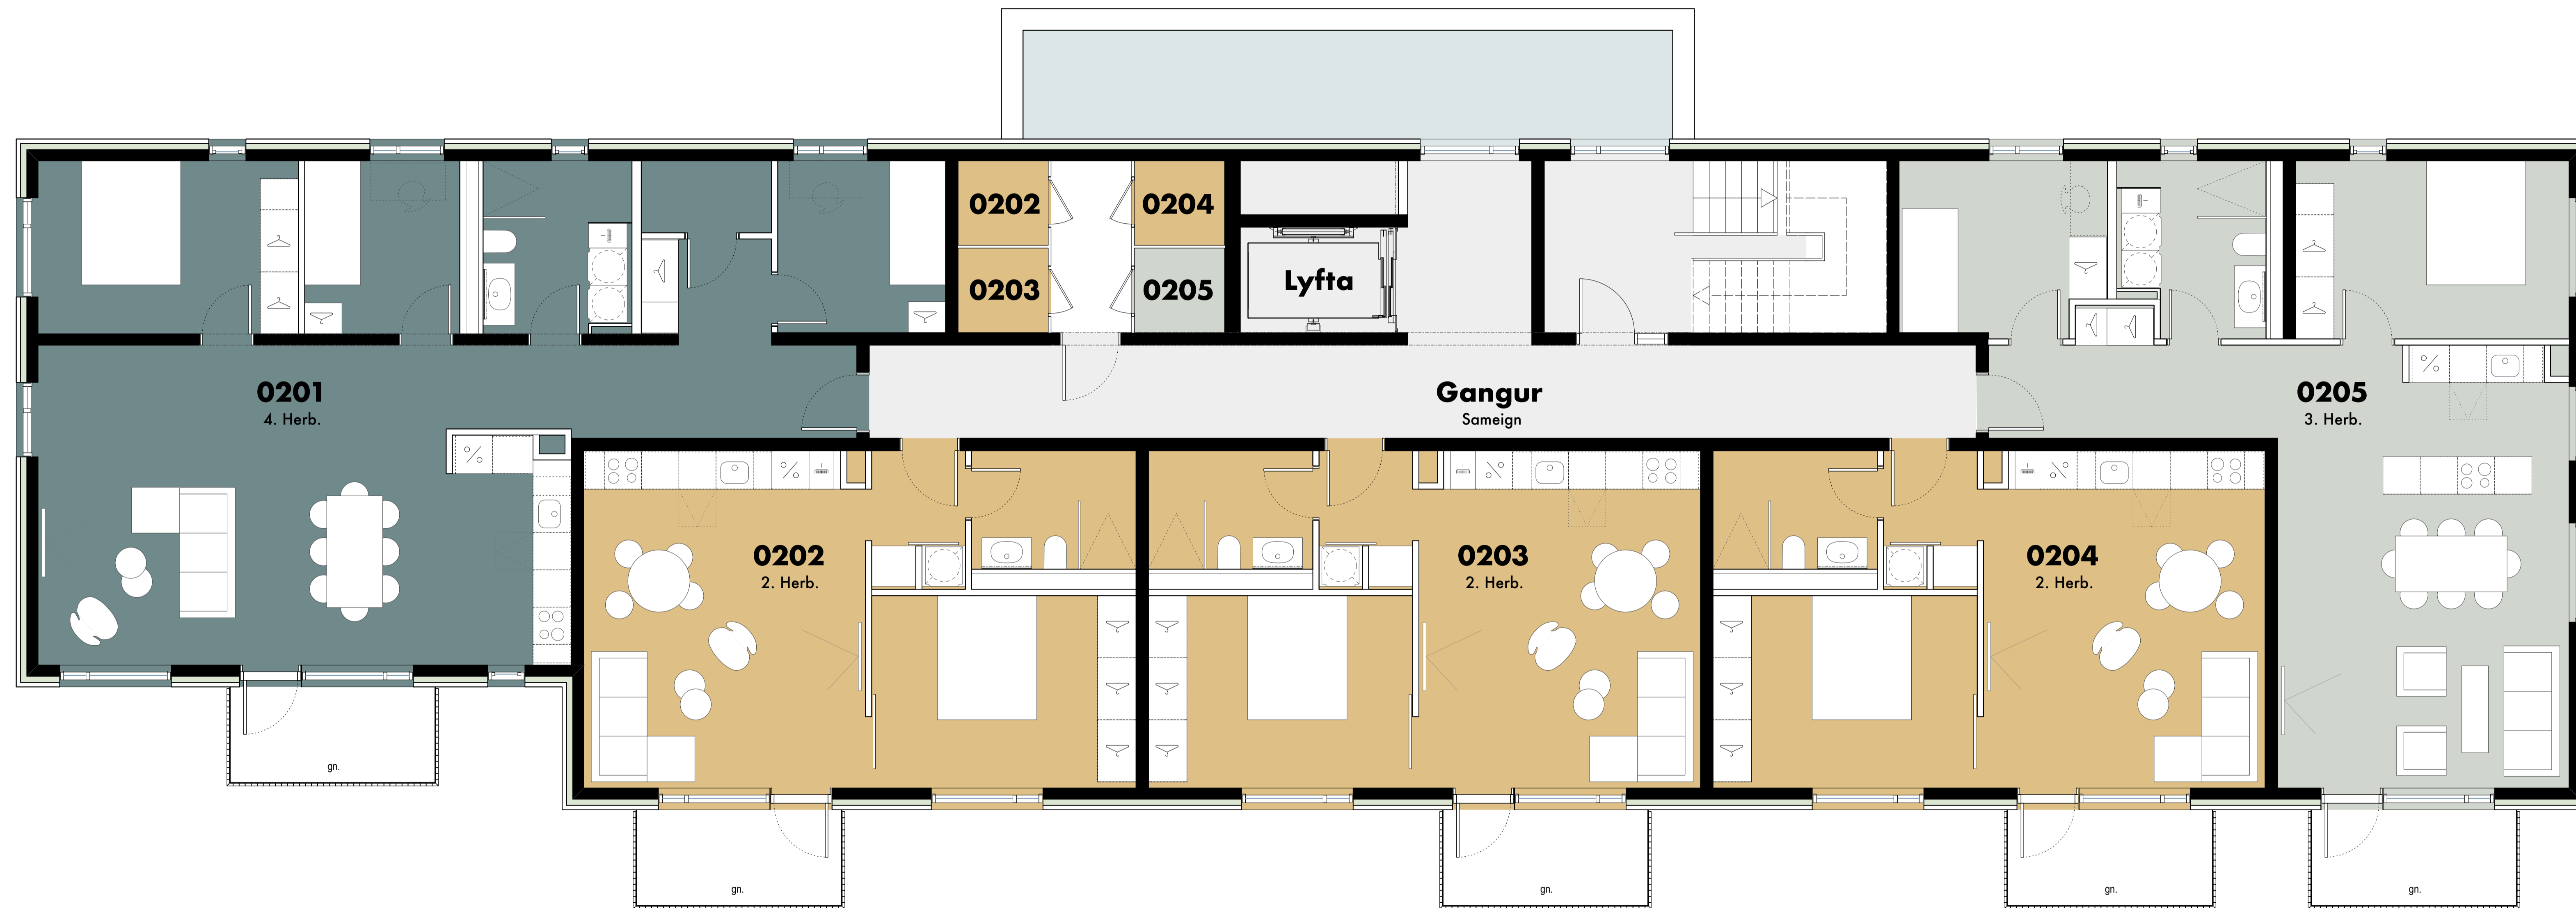 0202
0204
0203
0205
Lyfta
0201
4. Herb.
Gangur
Sameign
0205
3. Herb.
0202
2. Herb.
0203
2. Herb.
0204
2. Herb.
gn.
gn.
gn.
gn.
gn.